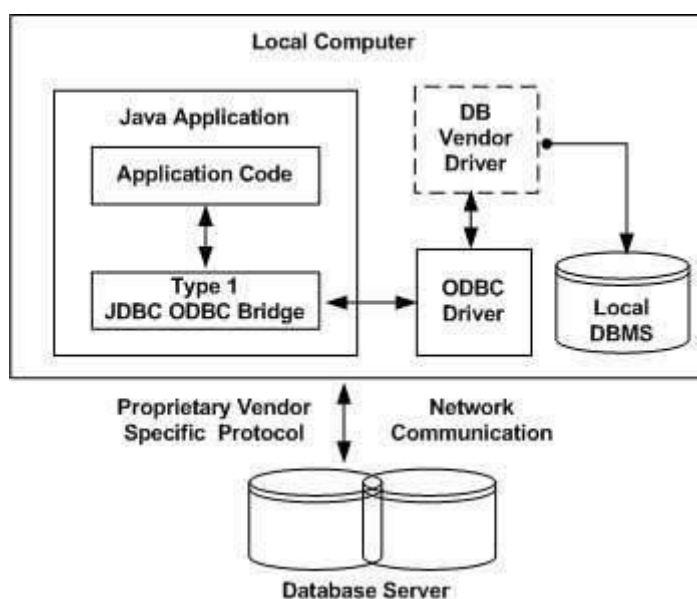 Local Computer
Java Application
Application Code
Type 1
JDBC ODBC Bridge
DB
Vendor
Driver
ODBC
Driver
Local
DBMS
Proprietary Vendor
Specific Protocol
Network
Communication
Database Server